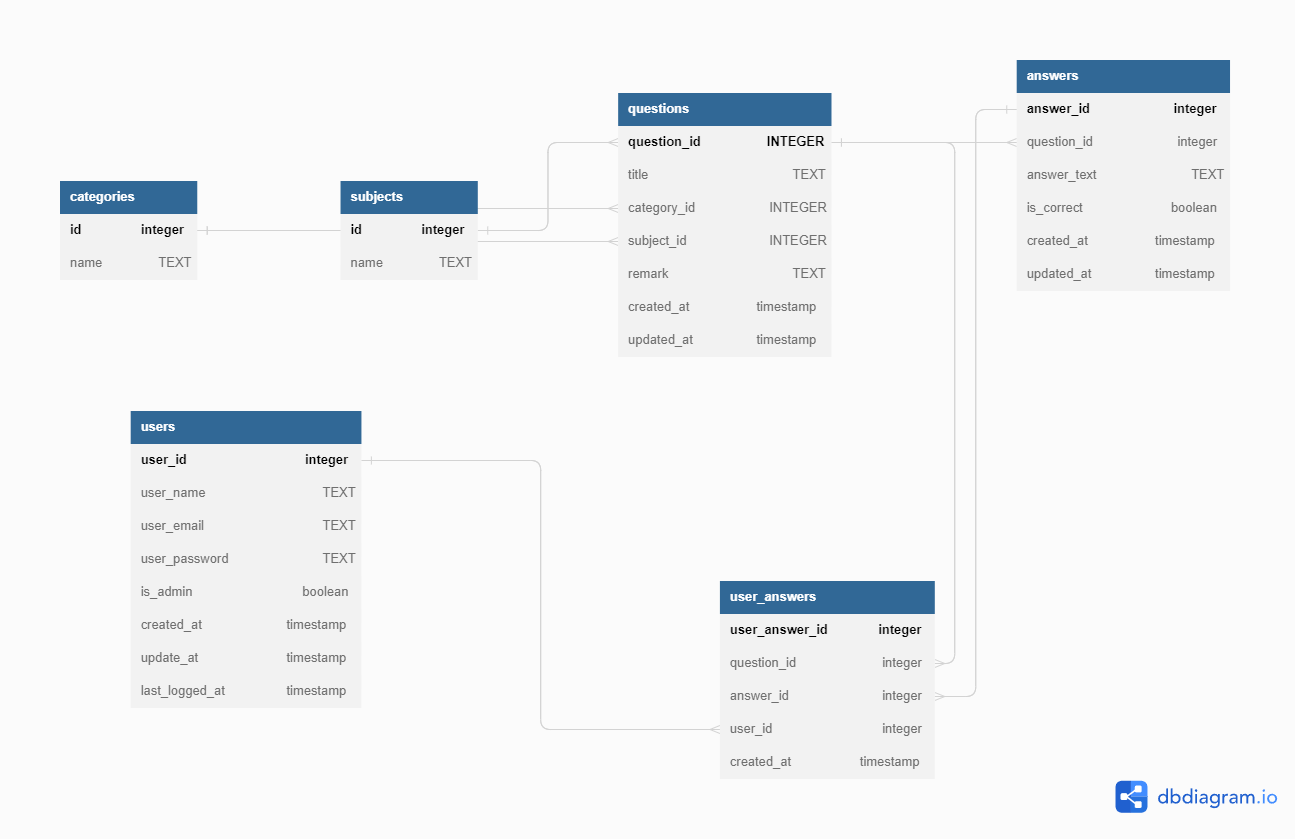 categories
id integer
name TEXT
subjects
id integer
name TEXT
questions
question_id INTEGER
title TEXT
category_id INTEGER
subject_id INTEGER
remark TEXT
created_at timestamp
updated_at timestamp
answers
answer_id integer
question_id integer
answer_text TEXT
is_correct boolean
created_at timestamp
updated_at timestamp
users
user_id integer
user_name TEXT
user_email TEXT
user_password TEXT
is_admin boolean
created_at timestamp
update_at timestamp
last_logged_at timestamp
user_answers
user_answer_id integer
question_id integer
answer_id integer
user_id integer
created_at timestamp
dbdiagram.io